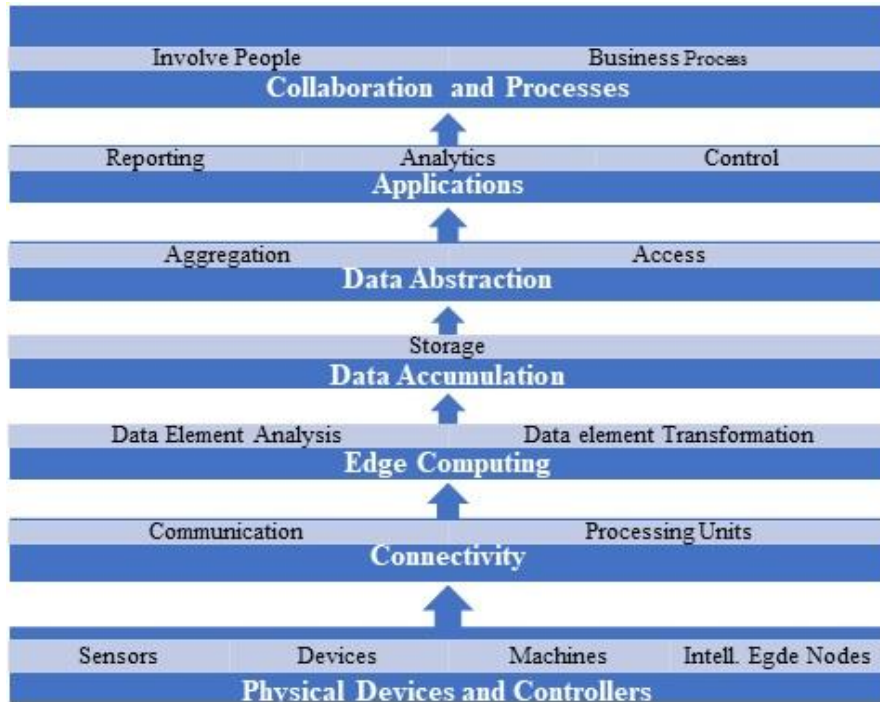 Involve People Business Process
Collaboration and Processes
Reporting Analytics Control
Applications
Aggregation Access
Data Abstraction
Storage
Data Accumulation
Data Element Analysis Data element Transformation
Edge Computing
Communication Processing Units
Connectivity
Sensors Devices Machines Intell. Egde Nodes
Physical Devices and Controllers